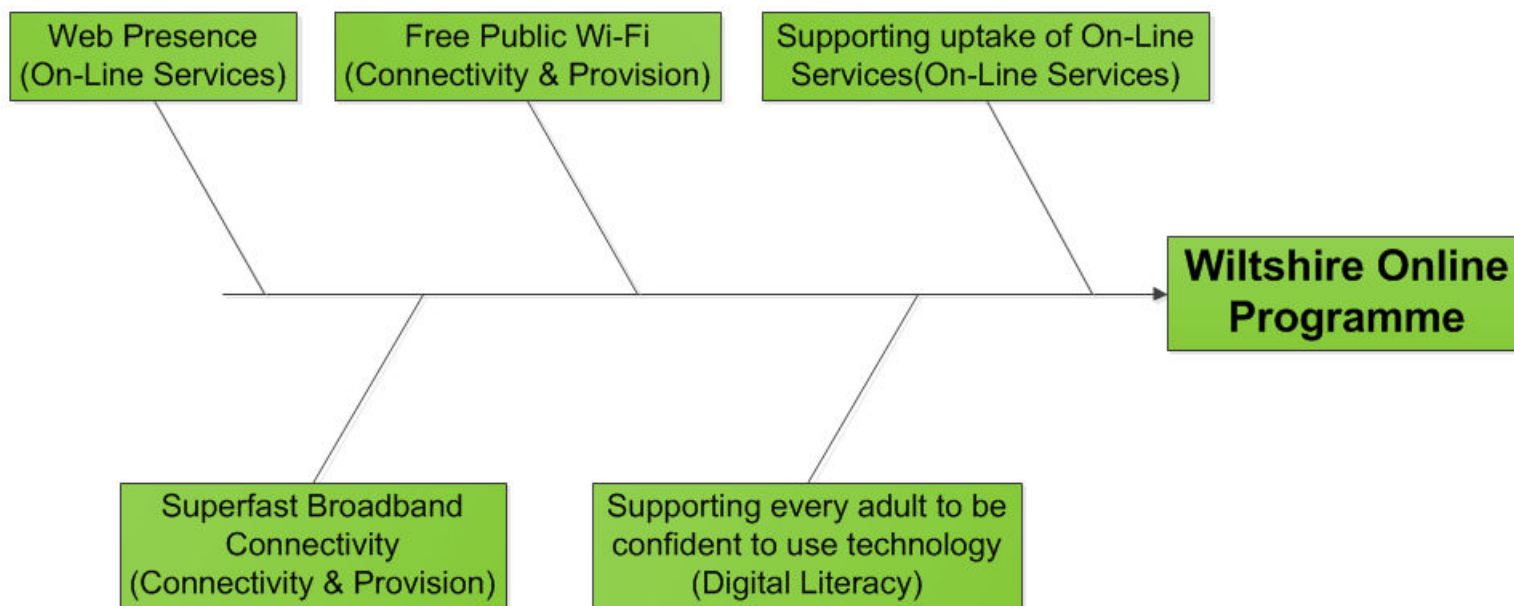 Web Presence
(On-Line Services)
Free Public Wi-Fi
(Connectivity & Provision)
Supporting uptake of On-Line
Services(On-Line Services)
Wiltshire Online
Programme
Superfast Broadband
Connectivity
(Connectivity & Provision)
Supporting every adult to be
confident to use technology
(Digital Literacy)